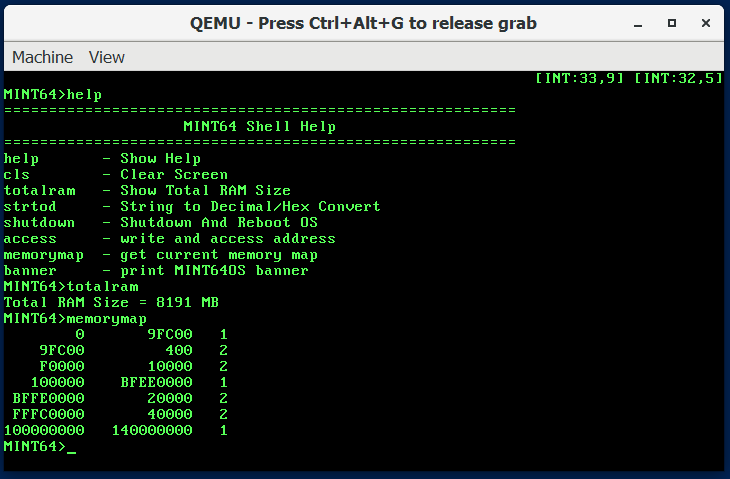 QEMU - Press Ctrl+Alt+G to release grab
Machine View
[INT:33,9] [INT:32,5]
MINT64>help
=========================================================
MINT64 Shell Help
=========================================================
help - Show Help
cls - Clear Screen
totalram - Show Total RAM Size
strtod - String to Decimal/Hex Convert
shutdown - Shutdown And Reboot OS
access - write and access address
memorymap - get current memory map
banner - print MINT64OS banner
MINT64>totalram
Total RAM Size = 8191 MB
MINT64>memorymap
0 9FC00 1
9FC00 400 2
F0000 10000 2
100000 BFEE0000 1
BFFE0000 20000 2
FFFC0000 40000 2
100000000 140000000 1
MINT64>_